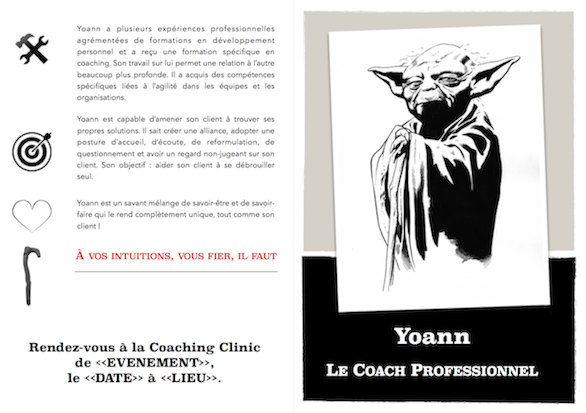 Yoann a plusieurs expériences professionnelles
agrémentées de formations en développement
personnel et a reçu une formation spécifique en
coaching. Son travail sur lui permet une relation à l'autre
beaucoup plus profonde. Il a acquis des compétences
spécifiques liées à l'agilité dans les équipes et les
organisations.
Yoann est capable d'amener son client à trouver ses
propres solutions. Il sait créer une alliance, adopter une
posture d'accueil, d'écoute, de reformulation, de
questionnement et avoir un regard non-jugeant sur son
client. Son objectif : aider son client à se débrouiller
seul.
Yoann est un savant mélange de savoir-être et de savoir-
faire qui le rend complètement unique, tout comme son
client !
À VOS INTUITIONS, VOUS FIER, IL FAUT
Rendez-vous à la Coaching Clinic
de <<EVENEMENT>>,
le <<DATE>> à <<LIEU>>.
Yoann
LE COACH PROFESSIONNEL